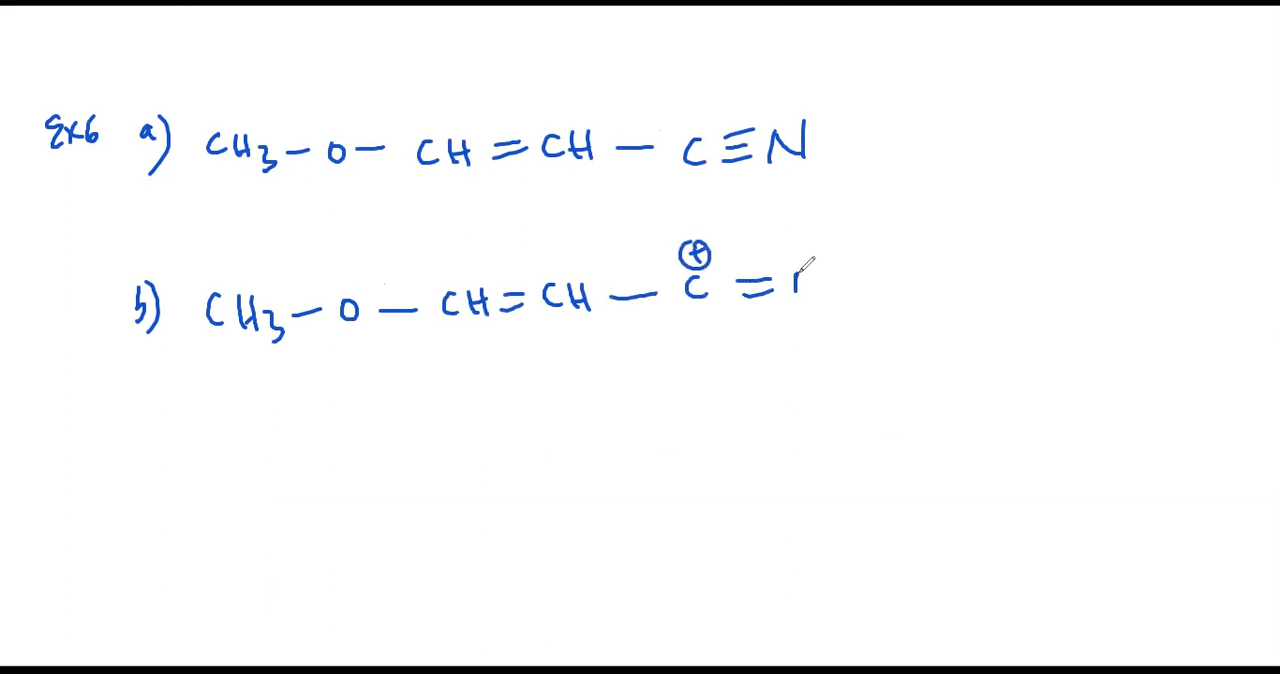 Ex6 a) CH3 – O – CH = CH – C ≡ N
b) CH3 – O – CH = CH – C⊕ =